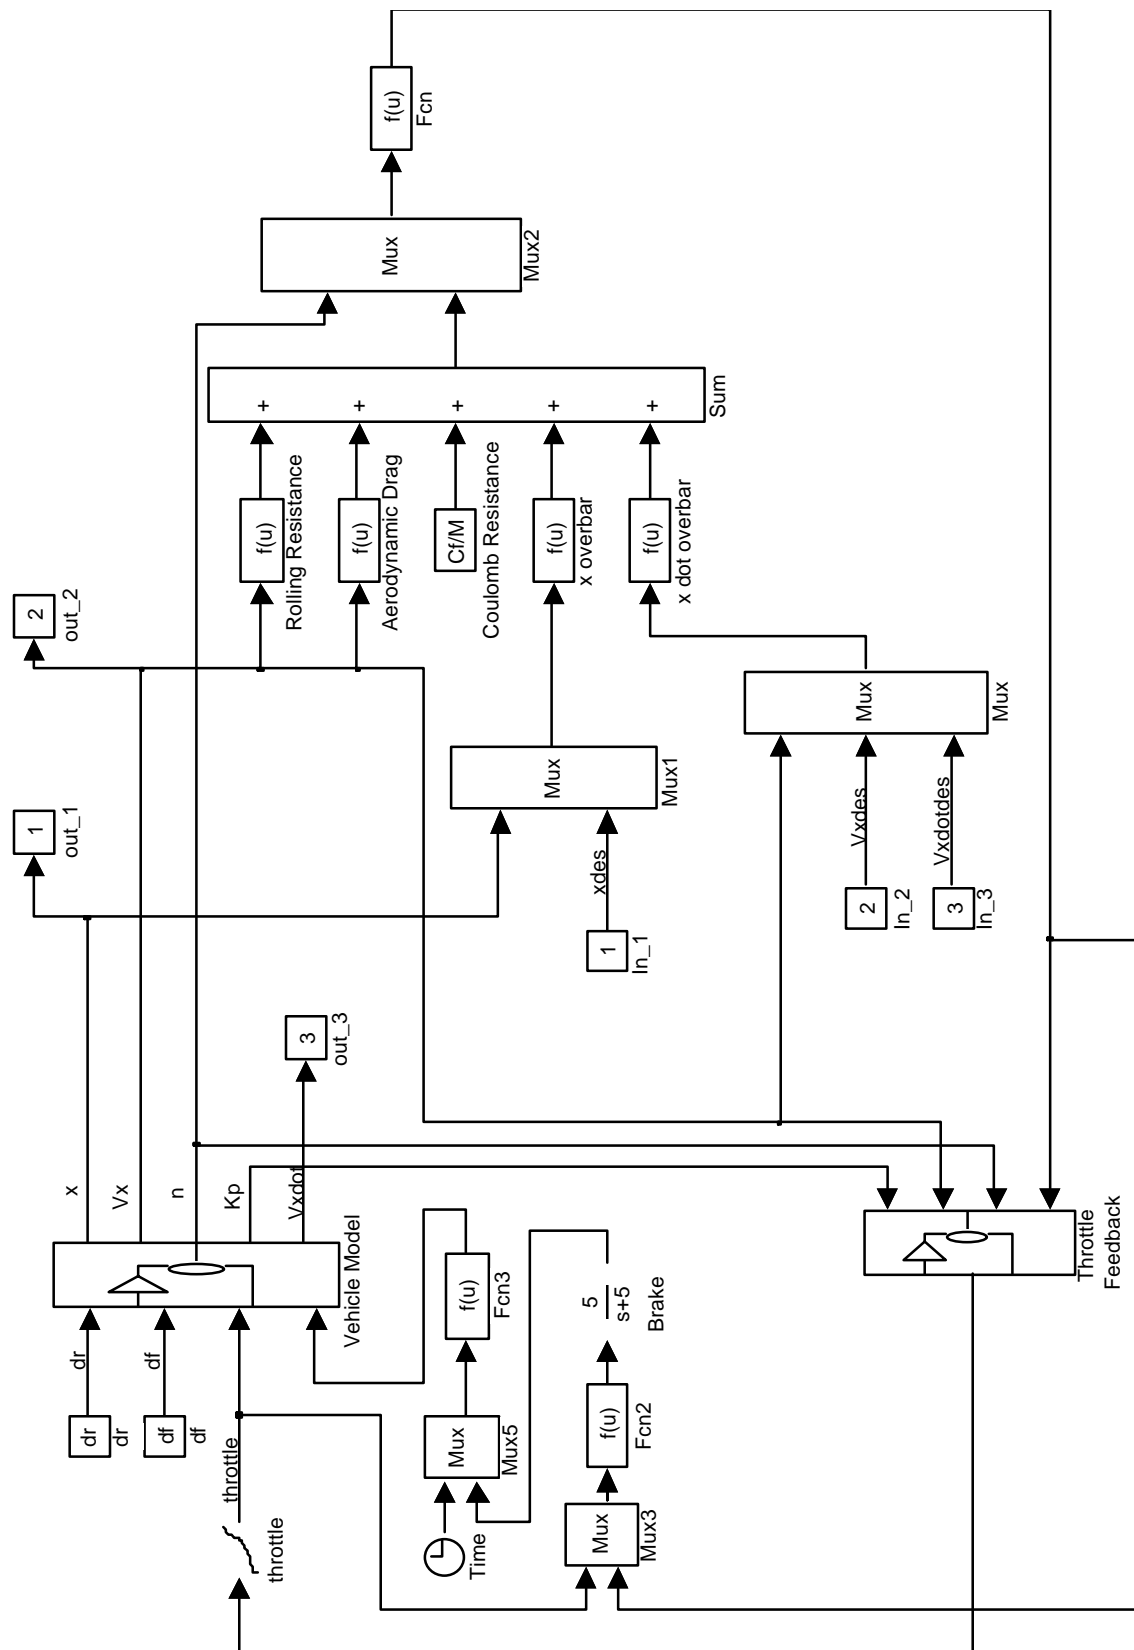 dr
dr
dr
df
df
df
throttle
throttle
Vehicle Model
x
Vx
n
Kp
Vxdot
1
out_1
2
out_2
3
out_3
Time
Mux
Mux5
f(u)
Fcn3
Mux
Mux3
f(u)
Fcn2
5
s+5
Brake
1
In_1
xdes
Mux
Mux1
2
In_2
Vxdes
3
In_3
Vxdotdes
Mux
Mux
f(u)
Rolling Resistance
f(u)
Aerodynamic Drag
Cf/M
Coulomb Resistance
f(u)
x overbar
f(u)
x dot overbar
+
+
+
+
+
Sum
Mux
Mux2
f(u)
Fcn
Throttle
Feedback